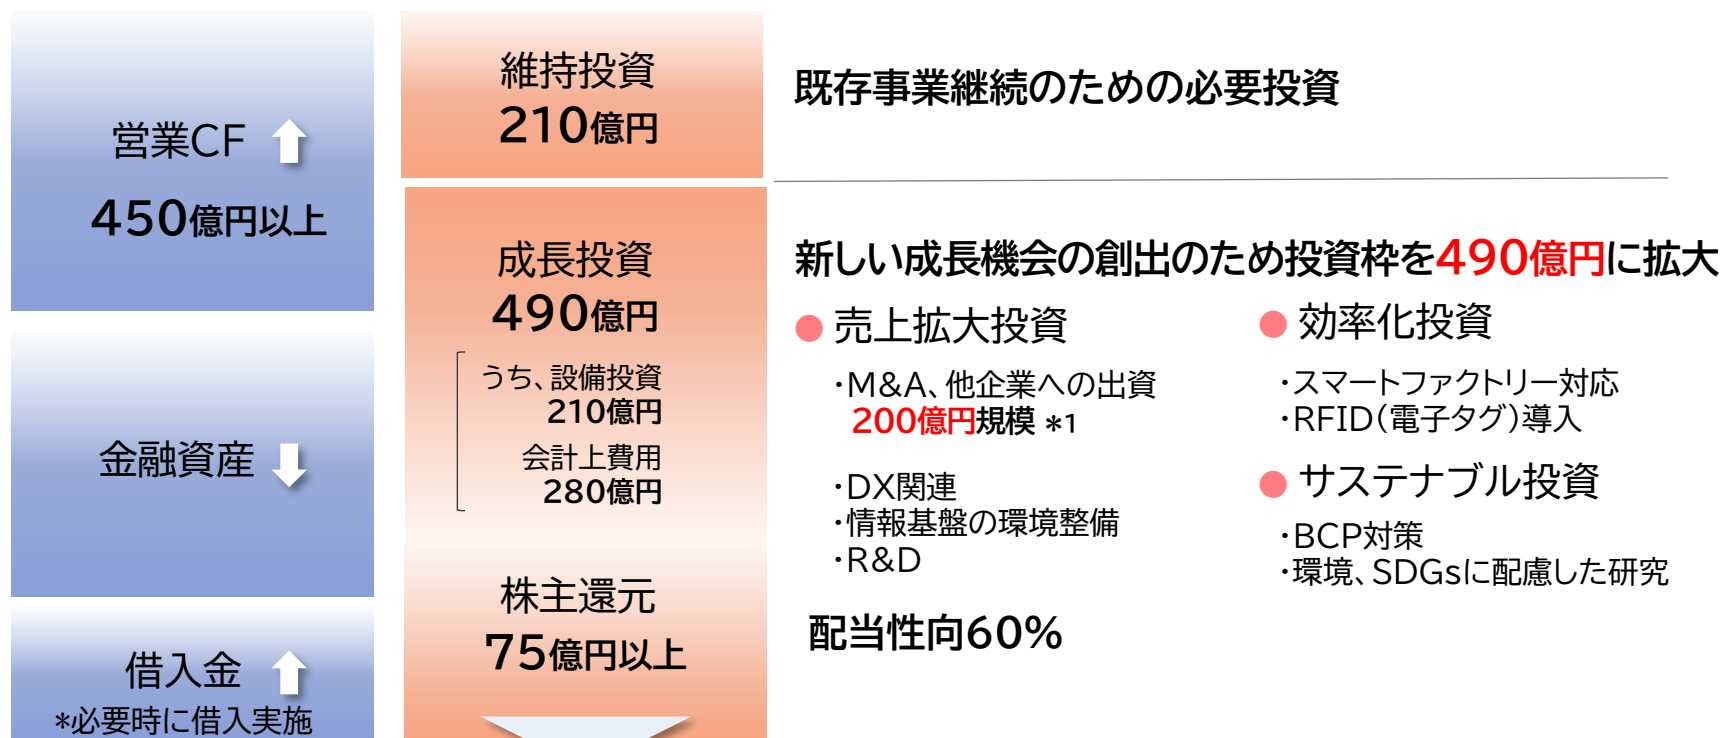 営業CF
450億円以上
金融資産
借入金
*必要時に借入実施
維持投資
210億円
成長投資
490億円
うち、設備投資
210億円
会計上費用
280億円
株主還元
75億円以上
既存事業継続のための必要投資
新しい成長機会の創出のため投資枠を490億円に拡大
● 売上拡大投資
・M&A、他企業への出資
200億円規模 *1
・DX関連
・情報基盤の環境整備
・R&D
● 効率化投資
・スマートファクトリー対応
・RFID(電子タグ)導入
● サステナブル投資
・BCP対策
・環境、SDGsに配慮した研究
配当性向60%